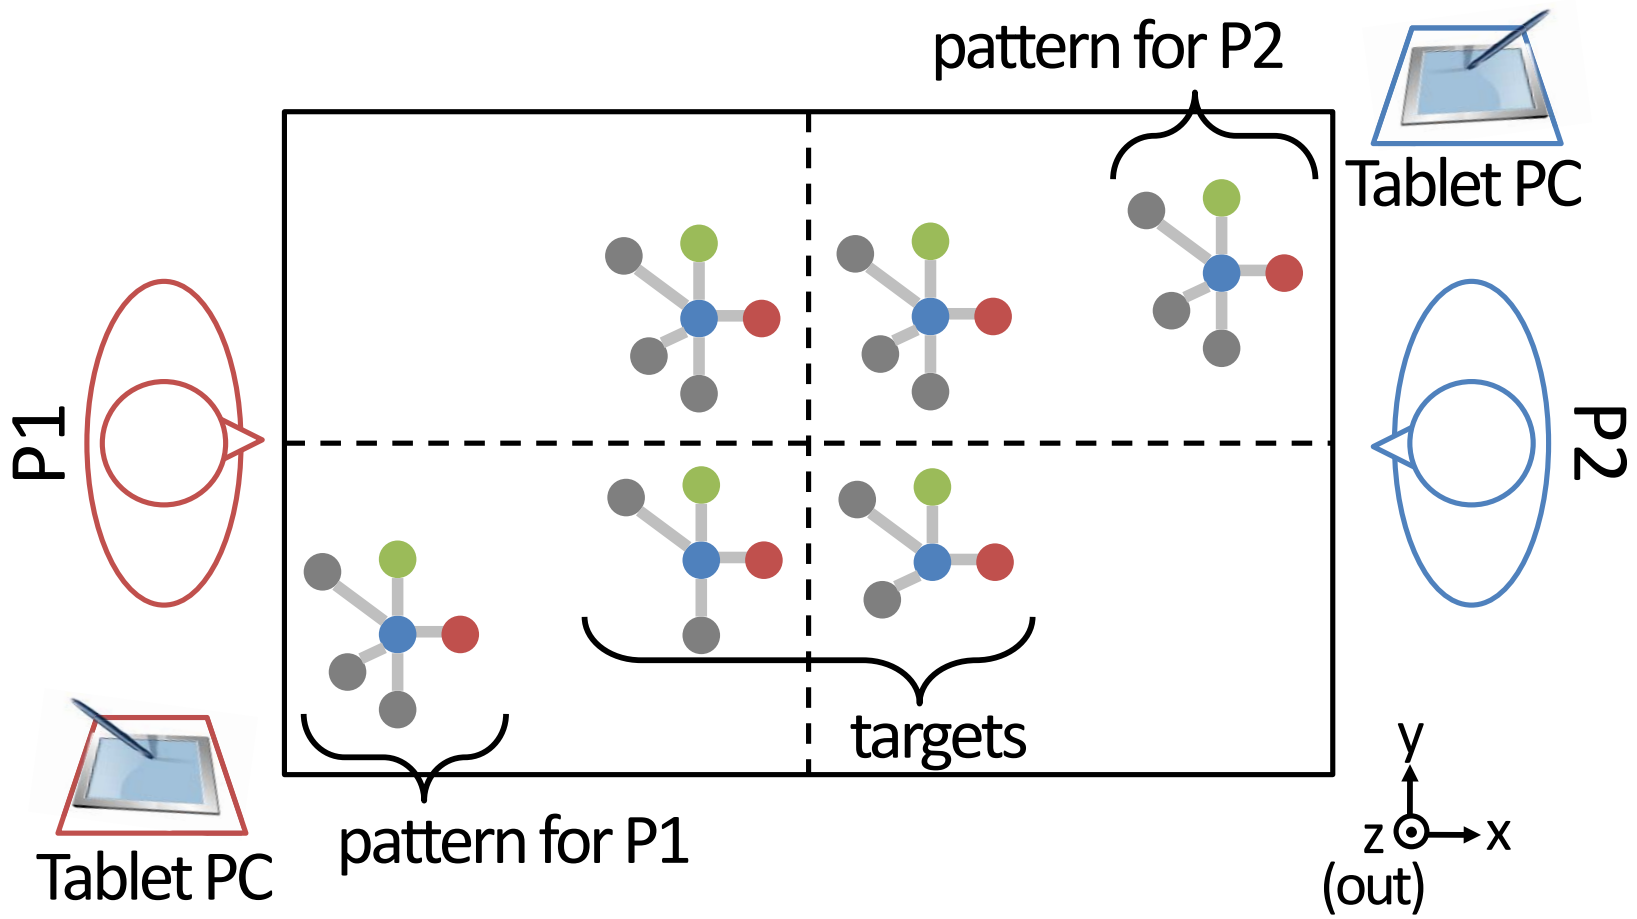 pattern for P2
Tablet PC
P1
P2
targets
pattern for P1
Tablet PC
y
z
x
(out)